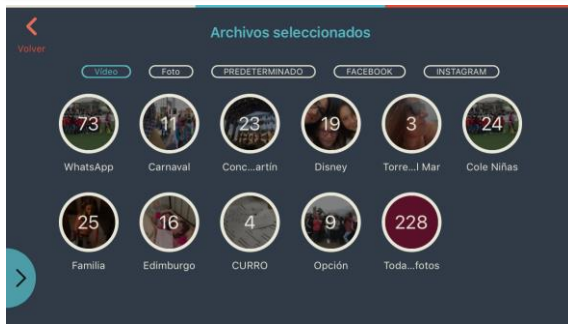 Archivos seleccionados
Volver
Vídeo Foto PREDETERMINADO FACEBOOK INSTAGRAM
73 11 23 19 3 24
WhatsApp Carnaval Conc...artín Disney Torre...l Mar Cole Niñas
25 16 4 9 228
Familia Edimburgo CURRO Opción Toda...fotos